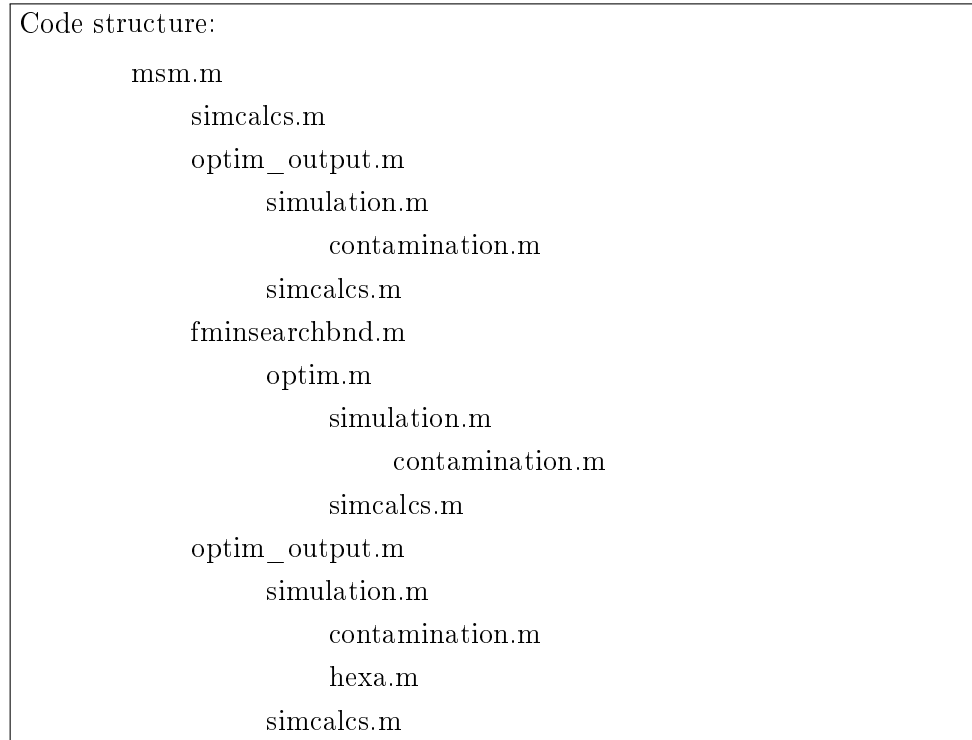 Code structure:
msm.m
simcalcs.m
optim_output.m
simulation.m
contamination.m
simcalcs.m
fminsearchbnd.m
optim.m
simulation.m
contamination.m
simcalcs.m
optim_output.m
simulation.m
contamination.m
hexa.m
simcalcs.m